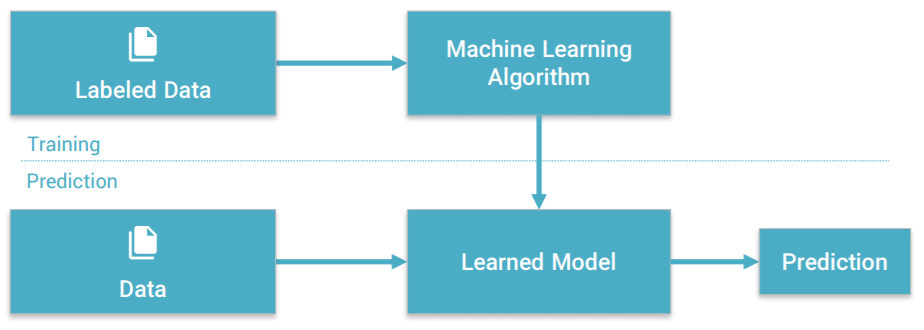 Labeled Data
Machine Learning
Algorithm
Training
Prediction
Data
Learned Model
Prediction